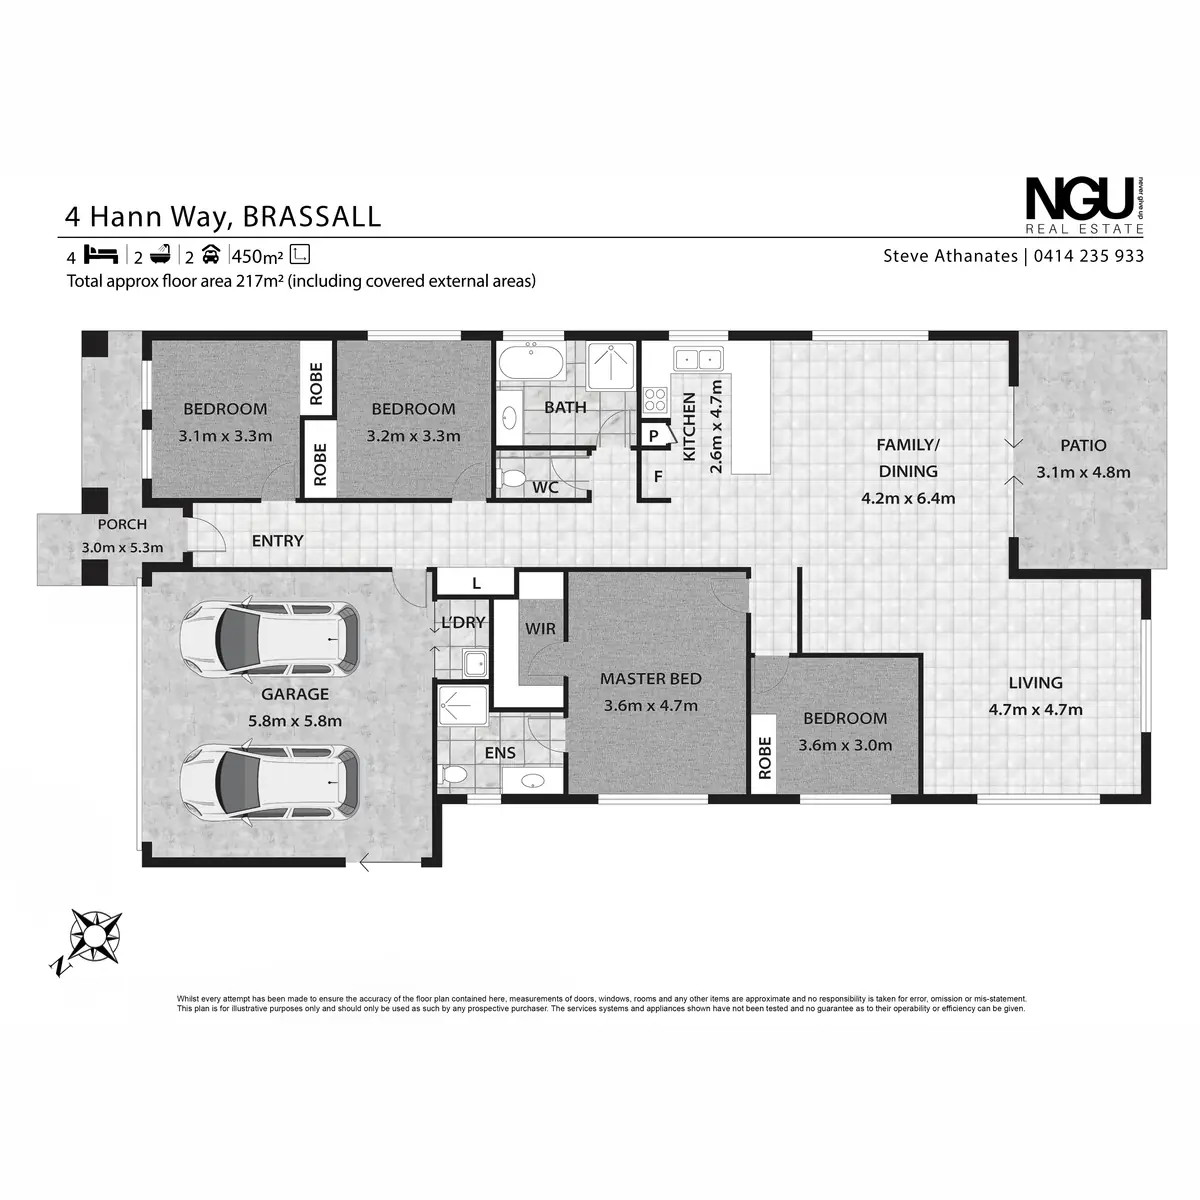 4 Hann Way, BRASSALL
NGU
never give up
REAL ESTATE
4 2 2 450m²
Steve Athanates | 0414 235 933
Total approx floor area 217m² (including covered external areas)
BEDROOM
3.1m x 3.3m
ROBE
ROBE
BEDROOM
3.2m x 3.3m
BATH
WC
P
F
KITCHEN
2.6m x 4.7m
FAMILY/
DINING
4.2m x 6.4m
PATIO
3.1m x 4.8m
PORCH
3.0m x 5.3m
ENTRY
L
L'DRY
WIR
GARAGE
5.8m x 5.8m
ENS
MASTER BED
3.6m x 4.7m
ROBE
BEDROOM
3.6m x 3.0m
LIVING
4.7m x 4.7m
N
Whilst every attempt has been made to ensure the accuracy of the floor plan contained here, measurements of doors, windows, rooms and any other items are approximate and no responsibility is taken for error, omission or mis-statement.
This plan is for illustrative purposes only and should only be used as such by any prospective purchaser. The services systems and appliances shown have not been tested and no guarantee as to their operability or efficiency can be given.